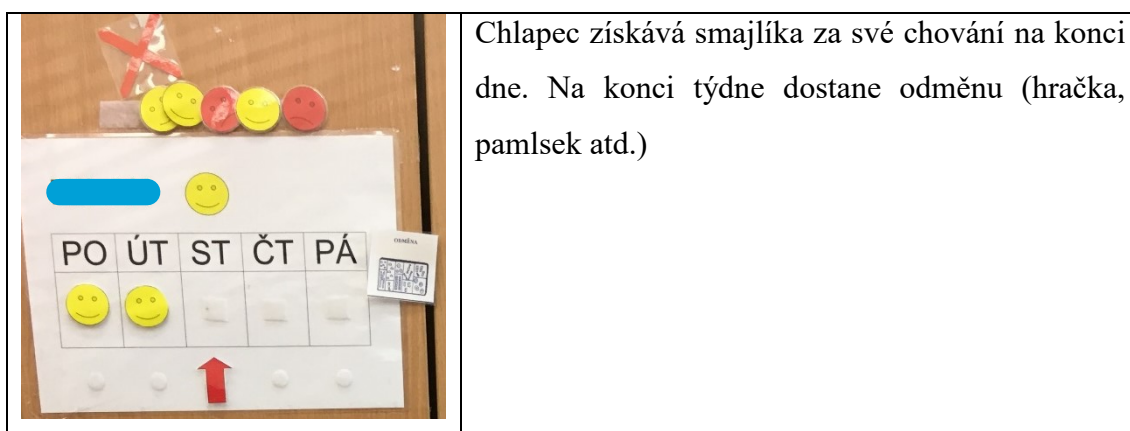 Chlapec získává smajlíka za své chování na konci
dne. Na konci týdne dostane odměnu (hračka,
pamlsek atd.)
PO ÚT ST ČT PÁ
ODMĚNA